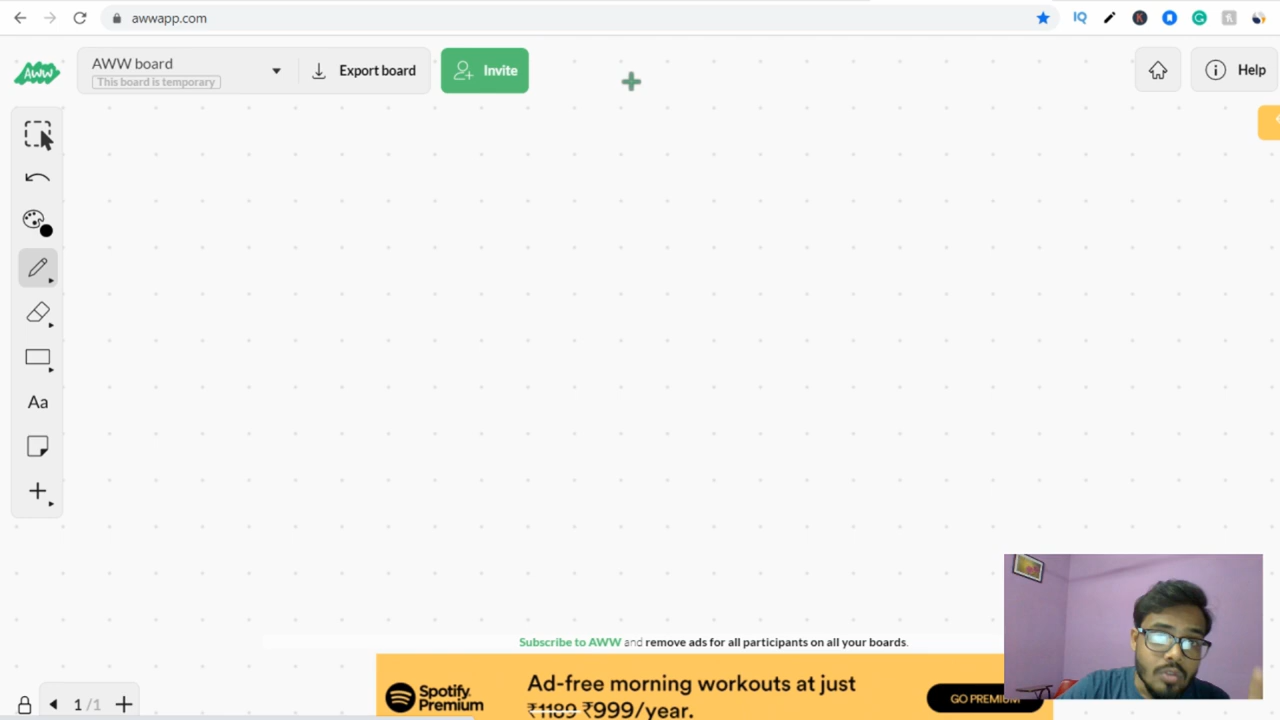 awwapp.com
IQ
K
G
AWW
AWW board
This board is temporary
Export board
Invite
Help
Aa
Subscribe to AWW and remove ads for all participants on all your boards.
Spotify Premium
Ad-free morning workouts at just
₹1189 ₹999/year.
GO PREMIUM
1/1